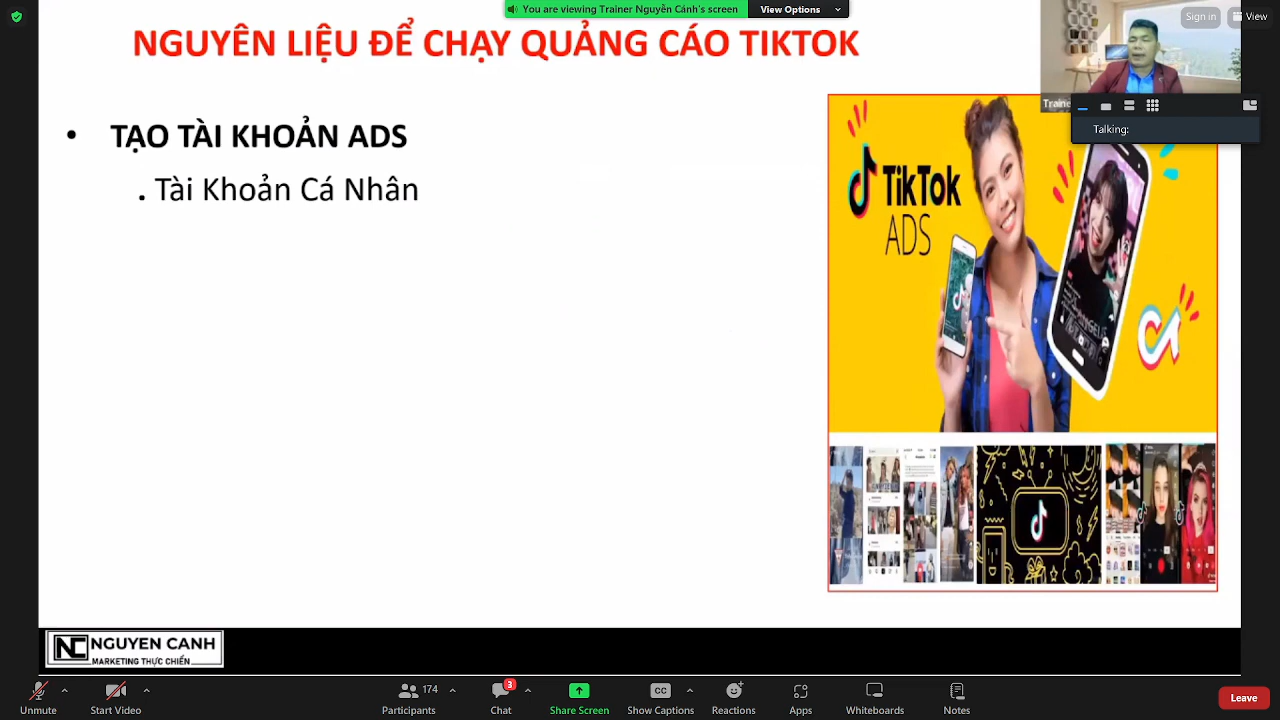 You are viewing Trainer Nguyễn Cảnh's screen
View Options
Sign in
View
NGUYÊN LIỆU ĐỂ CHẠY QUẢNG CÁO TIKTOK
Talking:
• TẠO TÀI KHOẢN ADS
. Tài Khoản Cá Nhân
TikTok
ADS
NC NGUYEN CANH
MARKETING THỰC CHIẾN
Unmute
Start Video
174
Participants
3
Chat
Share Screen
CC
Show Captions
Reactions
Apps
Whiteboards
Notes
Leave